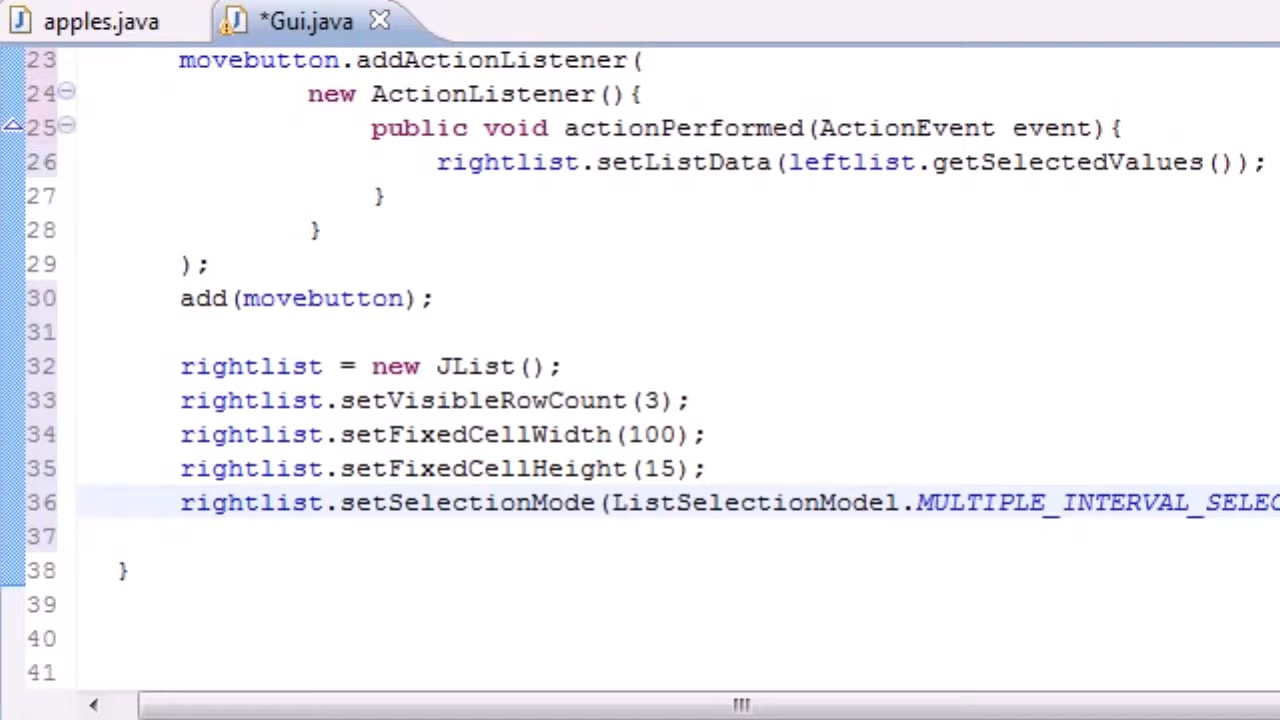 apples.java *Gui.java
23 movebutton.addActionListener(
24 new ActionListener(){
25 public void actionPerformed(ActionEvent event){
26 rightlist.setListData(leftlist.getSelectedValues());
27 }
28 }
29 );
30 add(movebutton);
31
32 rightlist = new JList();
33 rightlist.setVisibleRowCount(3);
34 rightlist.setFixedCellWidth(100);
35 rightlist.setFixedCellHeight(15);
36 rightlist.setSelectionMode(ListSelectionModel.MULTIPLE_INTERVAL_SELEC
37
38 }
39
40
41